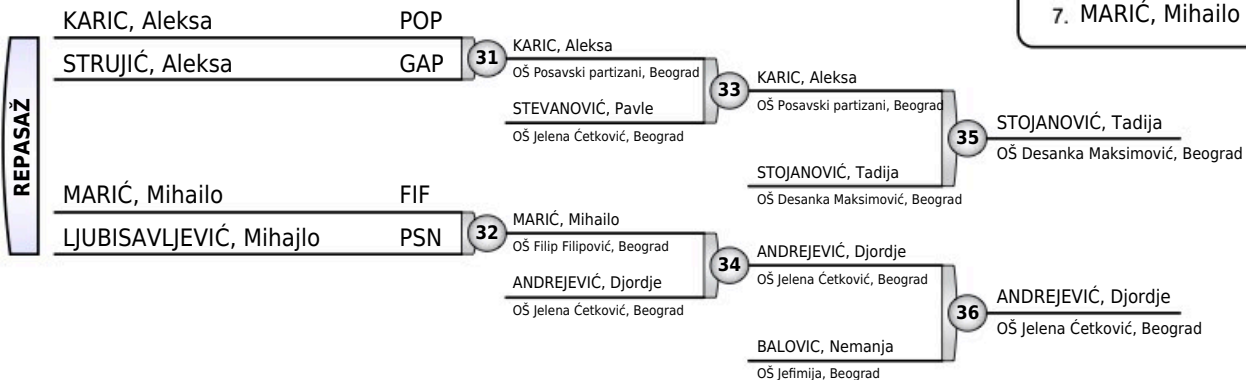 7. MARIĆ, Mihailo
REPASAŽ
KARIC, Aleksa POP
STRUJIĆ, Aleksa GAP
31
KARIC, Aleksa
OŠ Posavski partizani, Beograd
STEVANOVIĆ, Pavle
OŠ Jelena Ćetković, Beograd
33
KARIC, Aleksa
OŠ Posavski partizani, Beograd
STOJANOVIĆ, Tadija
OŠ Desanka Maksimović, Beograd
35
STOJANOVIĆ, Tadija
OŠ Desanka Maksimović, Beograd
MARIĆ, Mihailo FIF
LJUBISAVLJEVIĆ, Mihajlo PSN
32
MARIĆ, Mihailo
OŠ Filip Filipović, Beograd
ANDREJEVIĆ, Djordje
OŠ Jelena Ćetković, Beograd
34
ANDREJEVIĆ, Djordje
OŠ Jelena Ćetković, Beograd
BALOVIC, Nemanja
OŠ Jefimija, Beograd
36
ANDREJEVIĆ, Djordje
OŠ Jelena Ćetković, Beograd